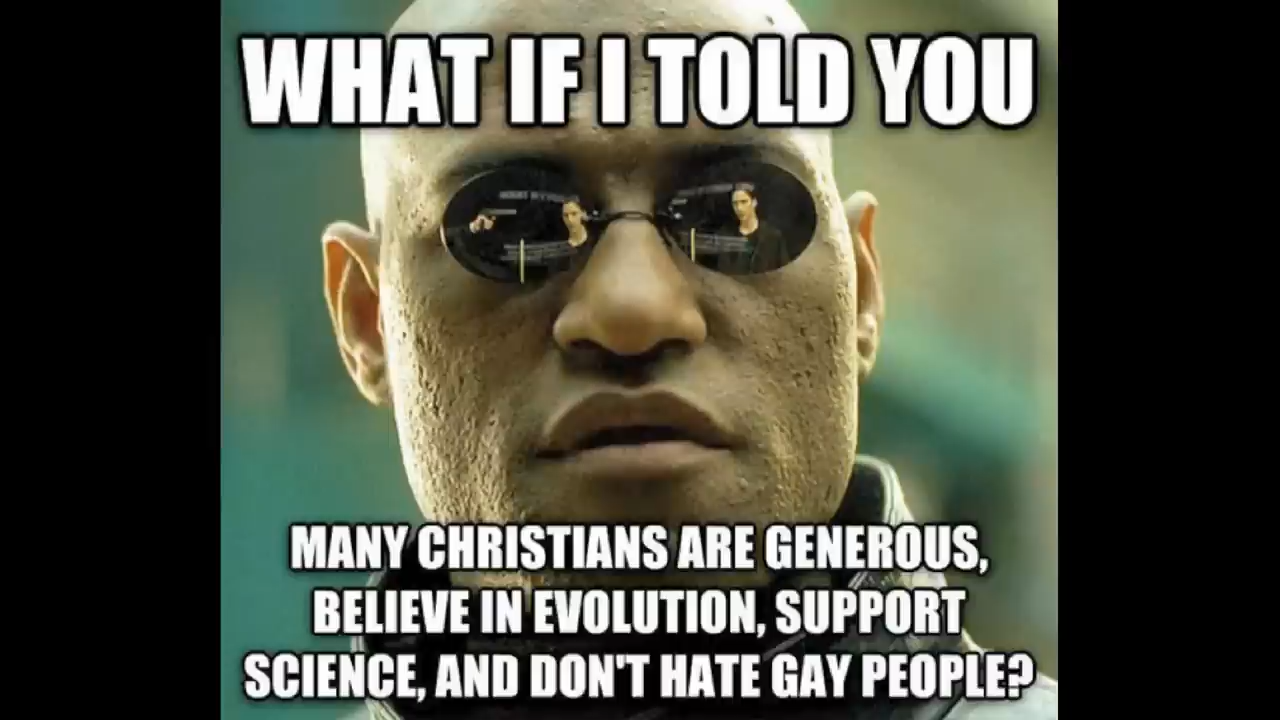 WHAT IF I TOLD YOU
MANY CHRISTIANS ARE GENEROUS,
BELIEVE IN EVOLUTION, SUPPORT
SCIENCE, AND DON'T HATE GAY PEOPLE?